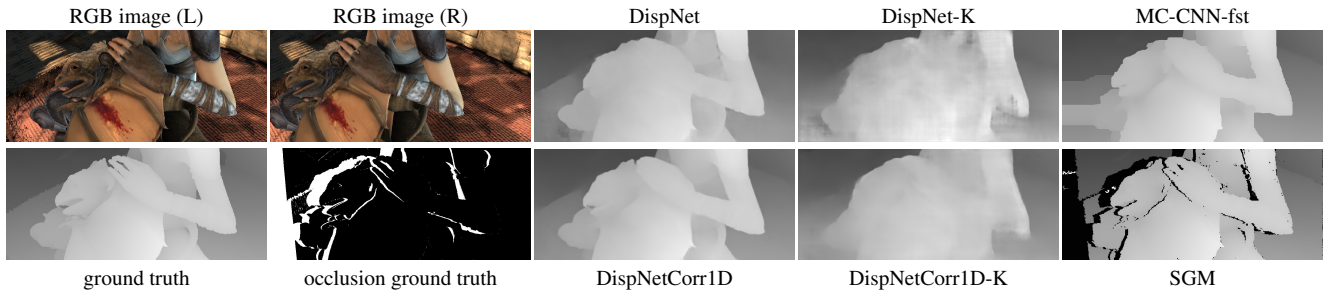 RGB image (L)
RGB image (R)
DispNet
DispNet-K
MC-CNN-fst
ground truth
occlusion ground truth
DispNetCorr1D
DispNetCorr1D-K
SGM